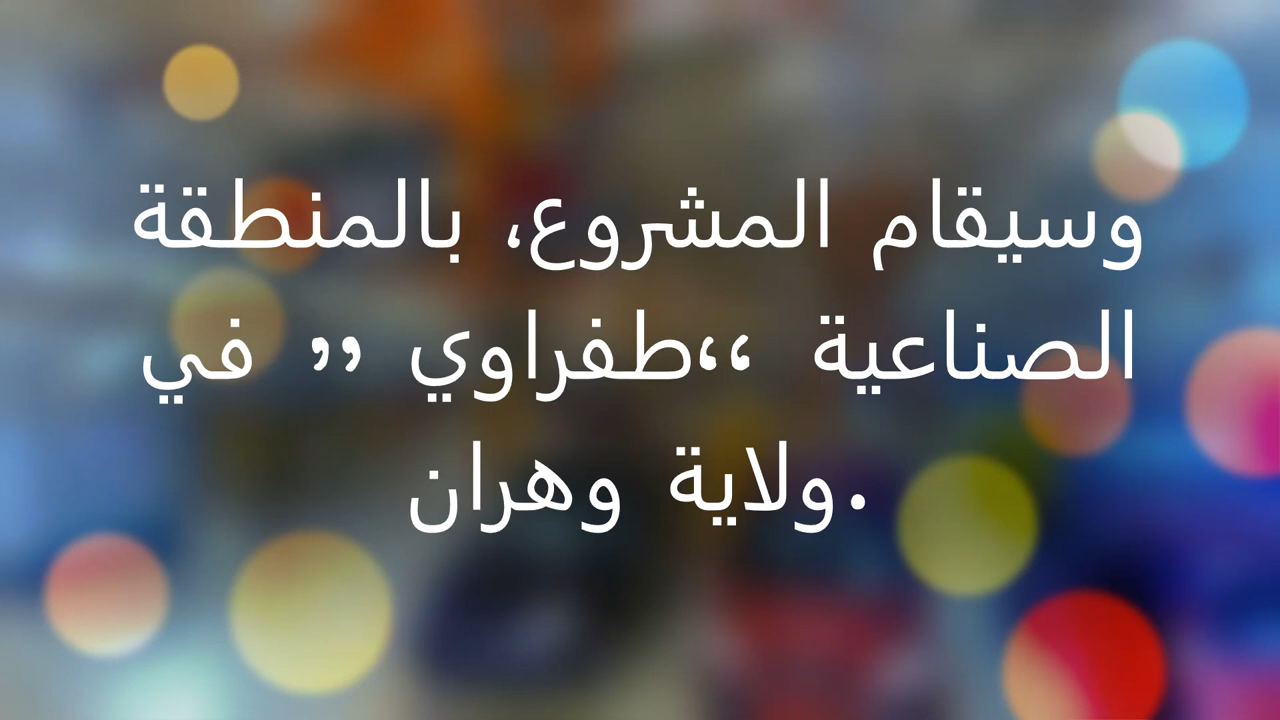 وسيقام المشروع، بالمنطقة
الصناعية “طفراوي ” في
ولاية وهران.